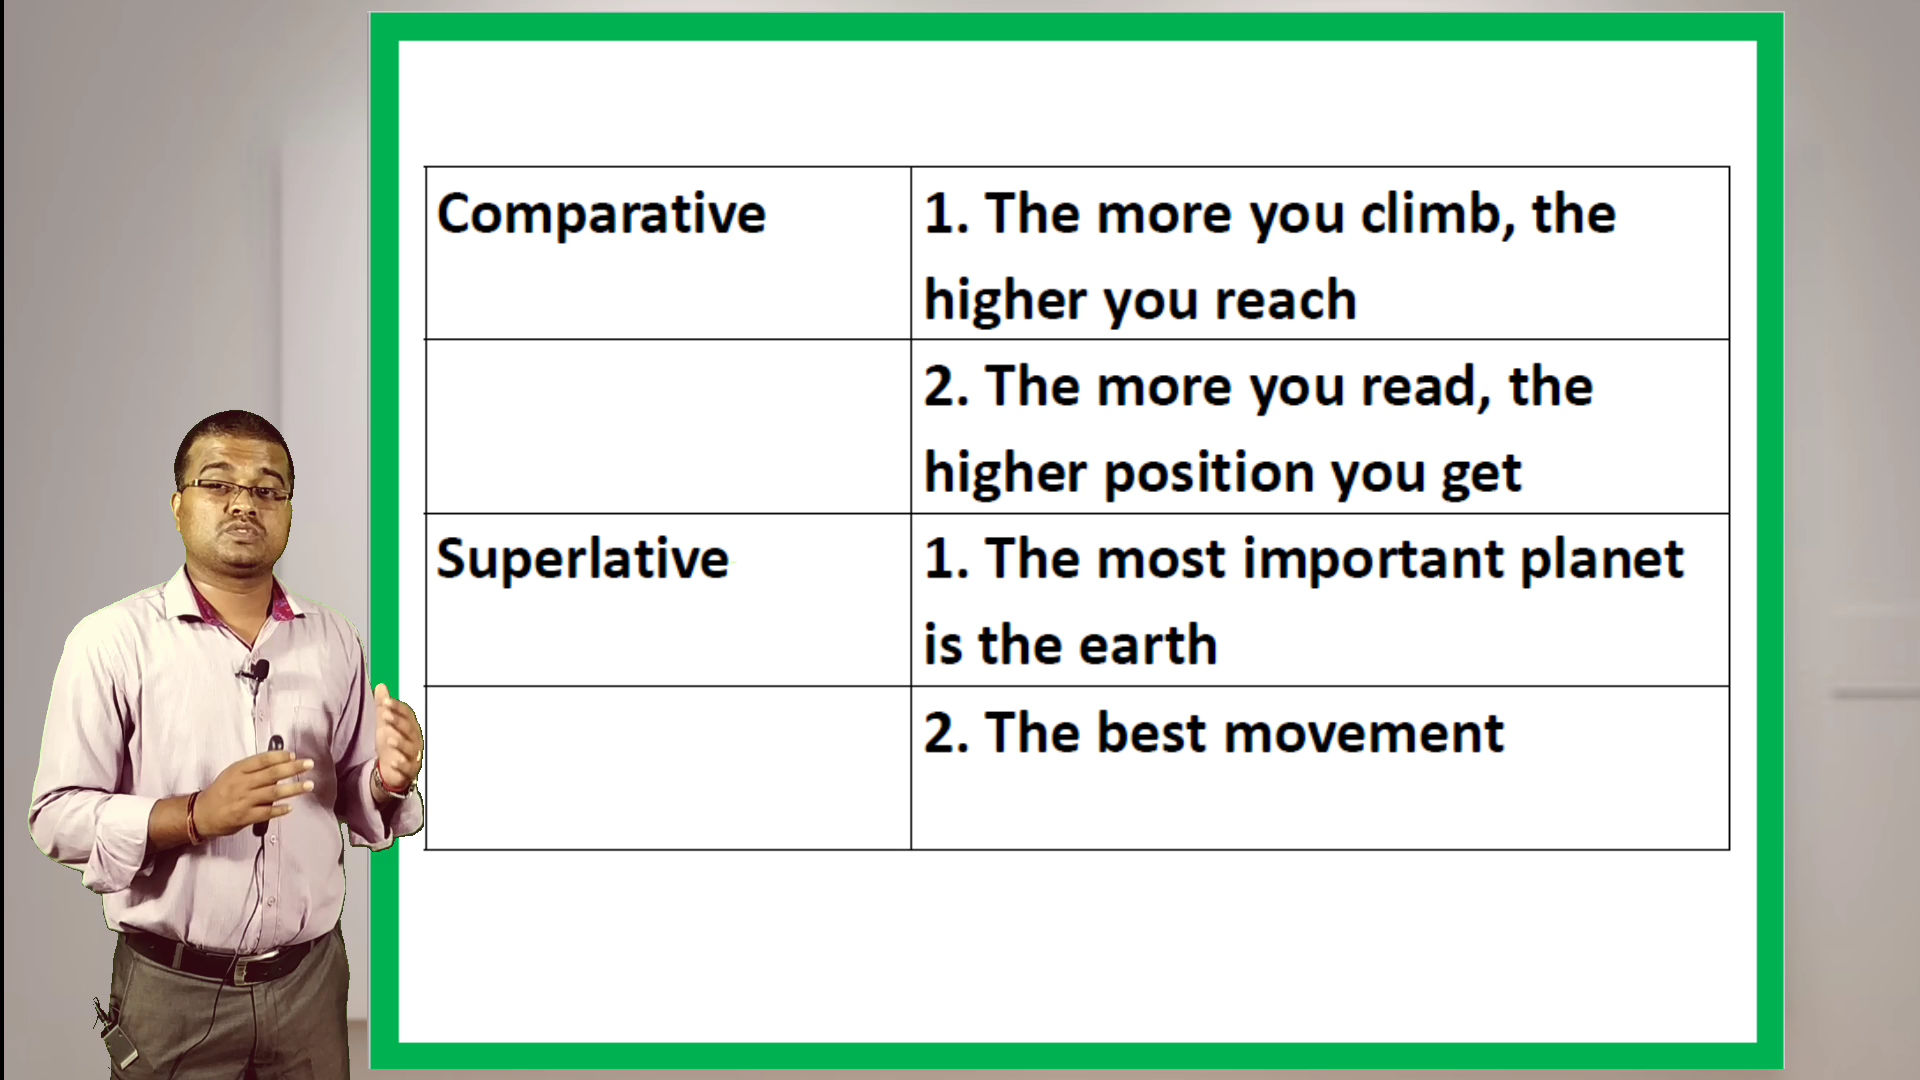 Comparative
1. The more you climb, the
higher you reach
2. The more you read, the
higher position you get
Superlative
1. The most important planet
is the earth
2. The best movement